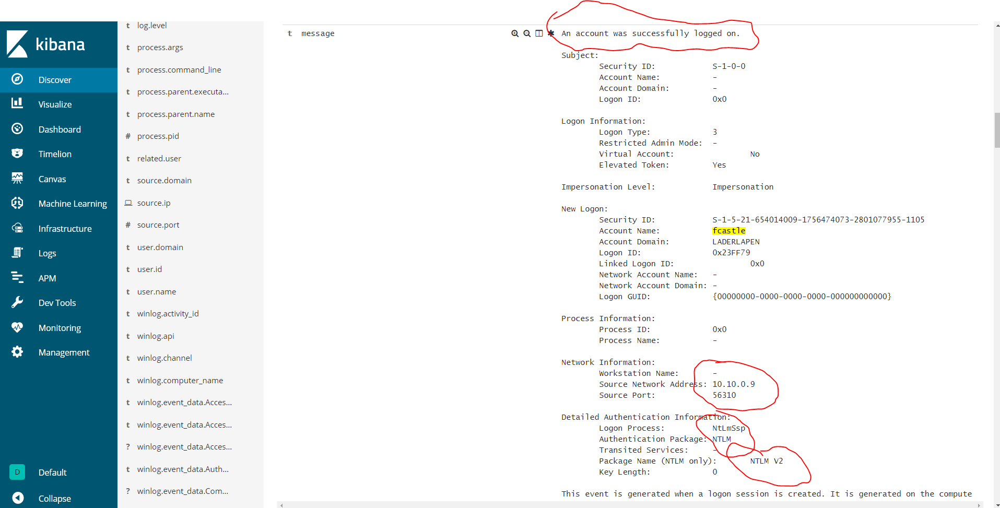 kibana
Discover
Visualize
Dashboard
Timelion
Canvas
Machine Learning
Infrastructure
Logs
APM
Dev Tools
Monitoring
Management
D Default
Collapse
t log.level
t process.args
t process.command_line
t process.parent.executa...
t process.parent.name
# process.pid
t related.user
t source.domain
source.ip
# source.port
t user.domain
t user.id
t user.name
t winlog.activity_id
t winlog.api
t winlog.channel
t winlog.computer_name
t winlog.event_data.Acces...
t winlog.event_data.Acces...
? winlog.event_data.Acces...
t winlog.event_data.Auth...
? winlog.event_data.Com...
t message
An account was successfully logged on.
Subject:
Security ID: S-1-0-0
Account Name: -
Account Domain: -
Logon ID: 0x0
Logon Information:
Logon Type: 3
Restricted Admin Mode: -
Virtual Account: No
Elevated Token: Yes
Impersonation Level: Impersonation
New Logon:
Security ID: S-1-5-21-654014009-1756474073-2801077955-1105
Account Name: fcastle
Account Domain: LADERLAPEN
Logon ID: 0x23FF79
Linked Logon ID: 0x0
Network Account Name: -
Network Account Domain: -
Logon GUID: {00000000-0000-0000-0000-000000000000}
Process Information:
Process ID: 0x0
Process Name: -
Network Information:
Workstation Name: -
Source Network Address: 10.10.0.9
Source Port: 56310
Detailed Authentication Information:
Logon Process: NtLmSsp
Authentication Package: NTLM
Transited Services: -
Package Name (NTLM only): NTLM V2
Key Length: 0
This event is generated when a logon session is created. It is generated on the compute